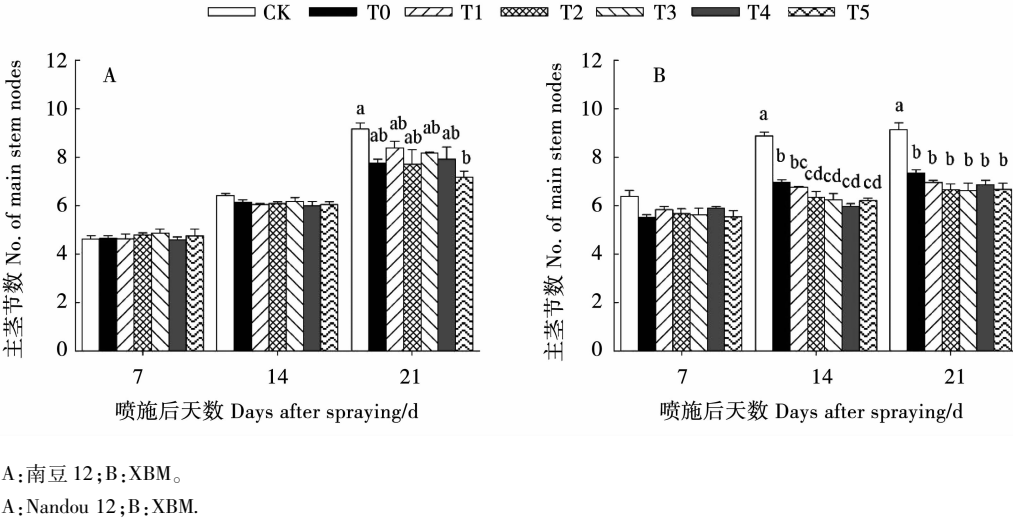 CK T0 T1 T2 T3 T4 T5
主茎节数 No. of main stem nodes
12
10
8
6
4
2
0
A
a
ab
ab
ab
ab
ab
b
7 14 21
喷施后天数 Days after spraying/d
主茎节数 No. of main stem nodes
12
10
8
6
4
2
0
B
a
b
bc
cd
cd
cd
cd
a
b b b b b b
7 14 21
喷施后天数 Days after spraying/d
A:南豆 12;B:XBM。
A:Nandou 12;B:XBM.